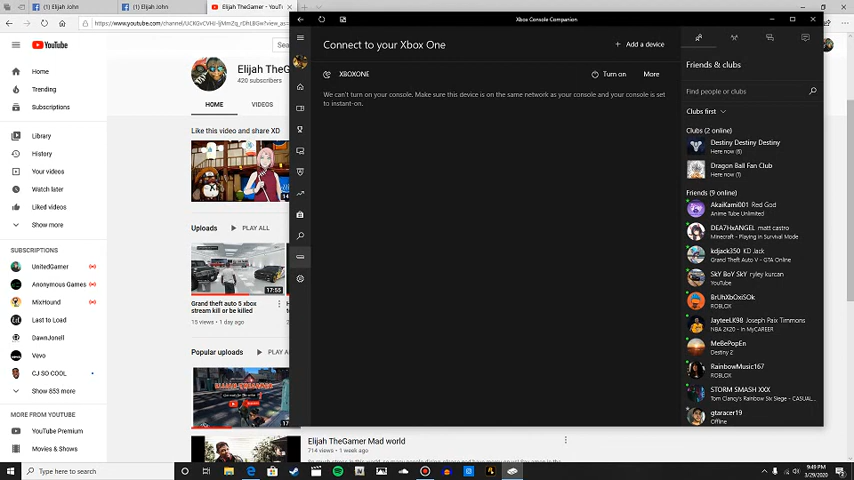 (1) Elijah John
(1) Elijah John
Elijah TheGamer - YouT
https://www.youtube.com/channel/
YouTube
Sea
Home
Trending
Subscriptions
Library
History
Your videos
Watch later
Liked videos
Show more
SUBSCRIPTIONS
UnitedGamer
Anonymous Games
MixHound
Last to Load
DawnJonell
Vevo
CJ SO COOL
Show 853 more
MORE FROM YOUTUBE
YouTube Premium
Movies & Shows
Elijah TheG
420 subscribers
HOME
VIDEOS
Like this video and share XD
Uploads
PLAY ALL
17:55
Grand theft auto 5 xbox
stream kill or be killed
15 views • 1 day ago
Popular uploads
PLAY A
Elijah TheGamer Mad world
714 views • 1 week ago
Xbox Console Companion
Connect to your Xbox One
+ Add a device
XBOXONE
Turn on
More
We can't turn on your console. Make sure this device is on the same network as your console and your console is set
to instant-on.
Friends & clubs
Find people or clubs
Clubs first
Clubs (2 online)
Destiny Destiny Destiny
Here now (6)
Dragon Ball Fan Club
Here now (1)
Friends (9 online)
AkaiKami001 Red God
Anime Tube Unlimited
DEA7HxANGEL matt castro
Minecraft - Playing in Survival Mode
kdjack350 KD Jack
Grand Theft Auto V - GTA Online
SkY BoY SkY ryley kurcan
YouTube
BrUhXbOxiSOk
ROBLOX
JayteeLK98 Joseph Paix Timmons
NBA 2K20 - In MyCAREER
MeBePopEn
Destiny 2
RainbowMusic167
ROBLOX
STORM SMASH XXX
Tom Clancy's Rainbow Six Siege - CASUAL...
gtaracer19
Offline
Type here to search
9:49 PM
3/29/2020